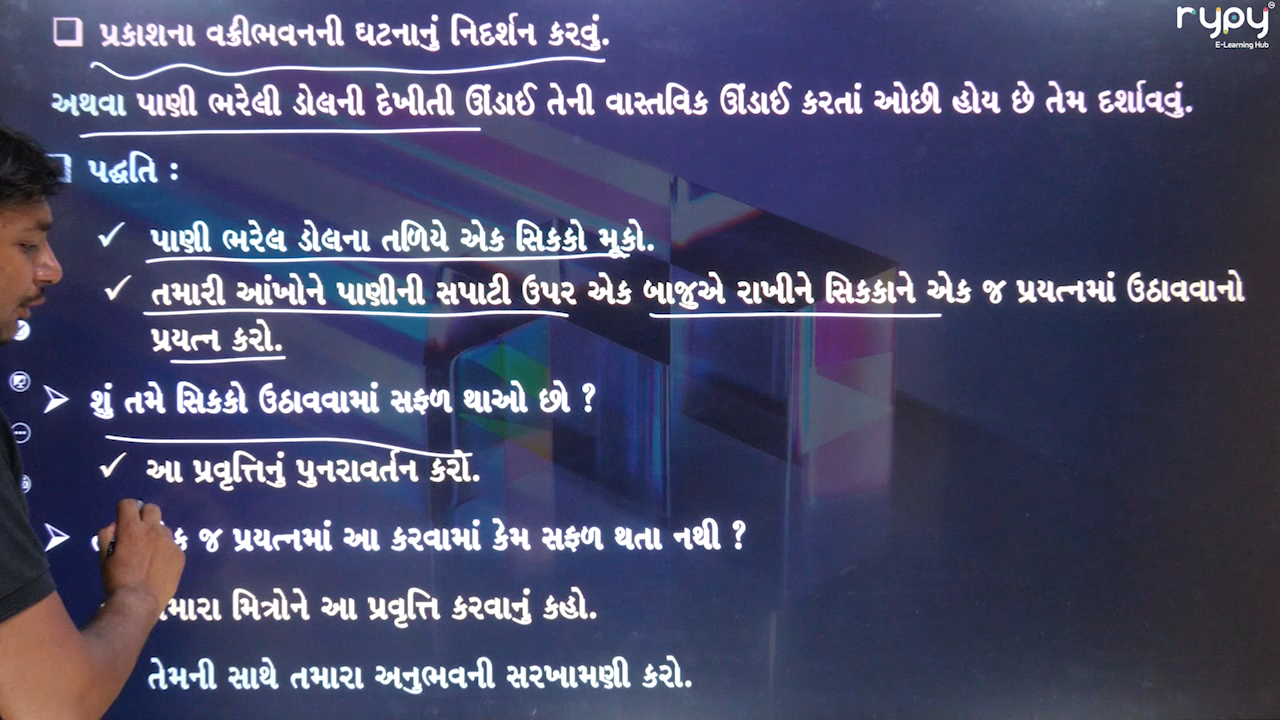 rypy
E-Learning Hub
પ્રકાશના વક્રીભવનની ઘટનાનું નિદર્શન કરવું.
અથવા પાણી ભરેલી ડોલની દેખીતી ઊંડાઈ તેની વાસ્તવિક ઊંડાઈ કરતાં ઓછી હોય છે તેમ દર્શાવવું.
પદ્ધતિ :
પાણી ભરેલ ડોલના તળિયે એક સિક્કો મૂકો.
તમારી આંખોને પાણીની સપાટી ઉપર એક બાજુએ રાખીને સિક્કાને એક જ પ્રયત્નમાં ઉઠાવવાનો
પ્રયત્ન કરો.
શું તમે સિક્કો ઉઠાવવામાં સફળ થાઓ છો ?
આ પ્રવૃત્તિનું પુનરાવર્તન કરો.
જ પ્રયત્નમાં આ કરવામાં કેમ સફળ થતા નથી ?
મિત્રોને આ પ્રવૃત્તિ કરવાનું કહો.
તેમની સાથે તમારા અનુભવની સરખામણી કરો.